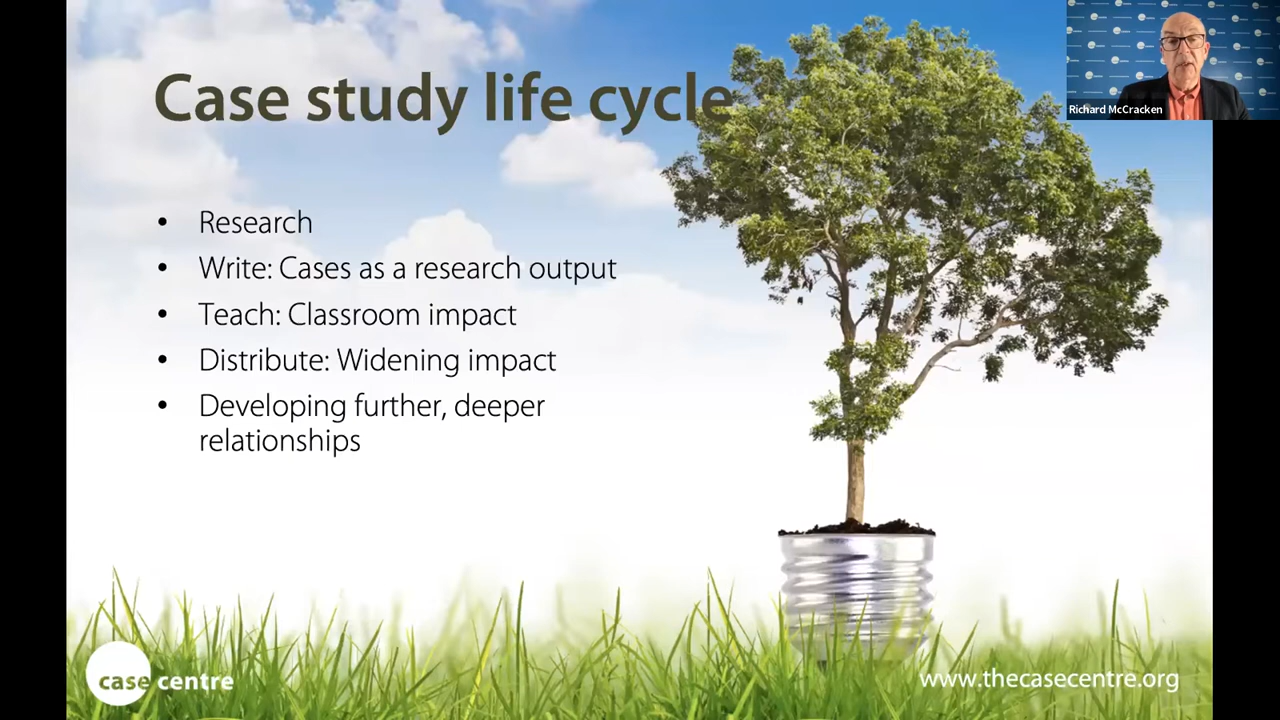 Case study life cycle
Richard McCracken
• Research
• Write: Cases as a research output
• Teach: Classroom impact
• Distribute: Widening impact
• Developing further, deeper
relationships
case centre
www.thecasecentre.org